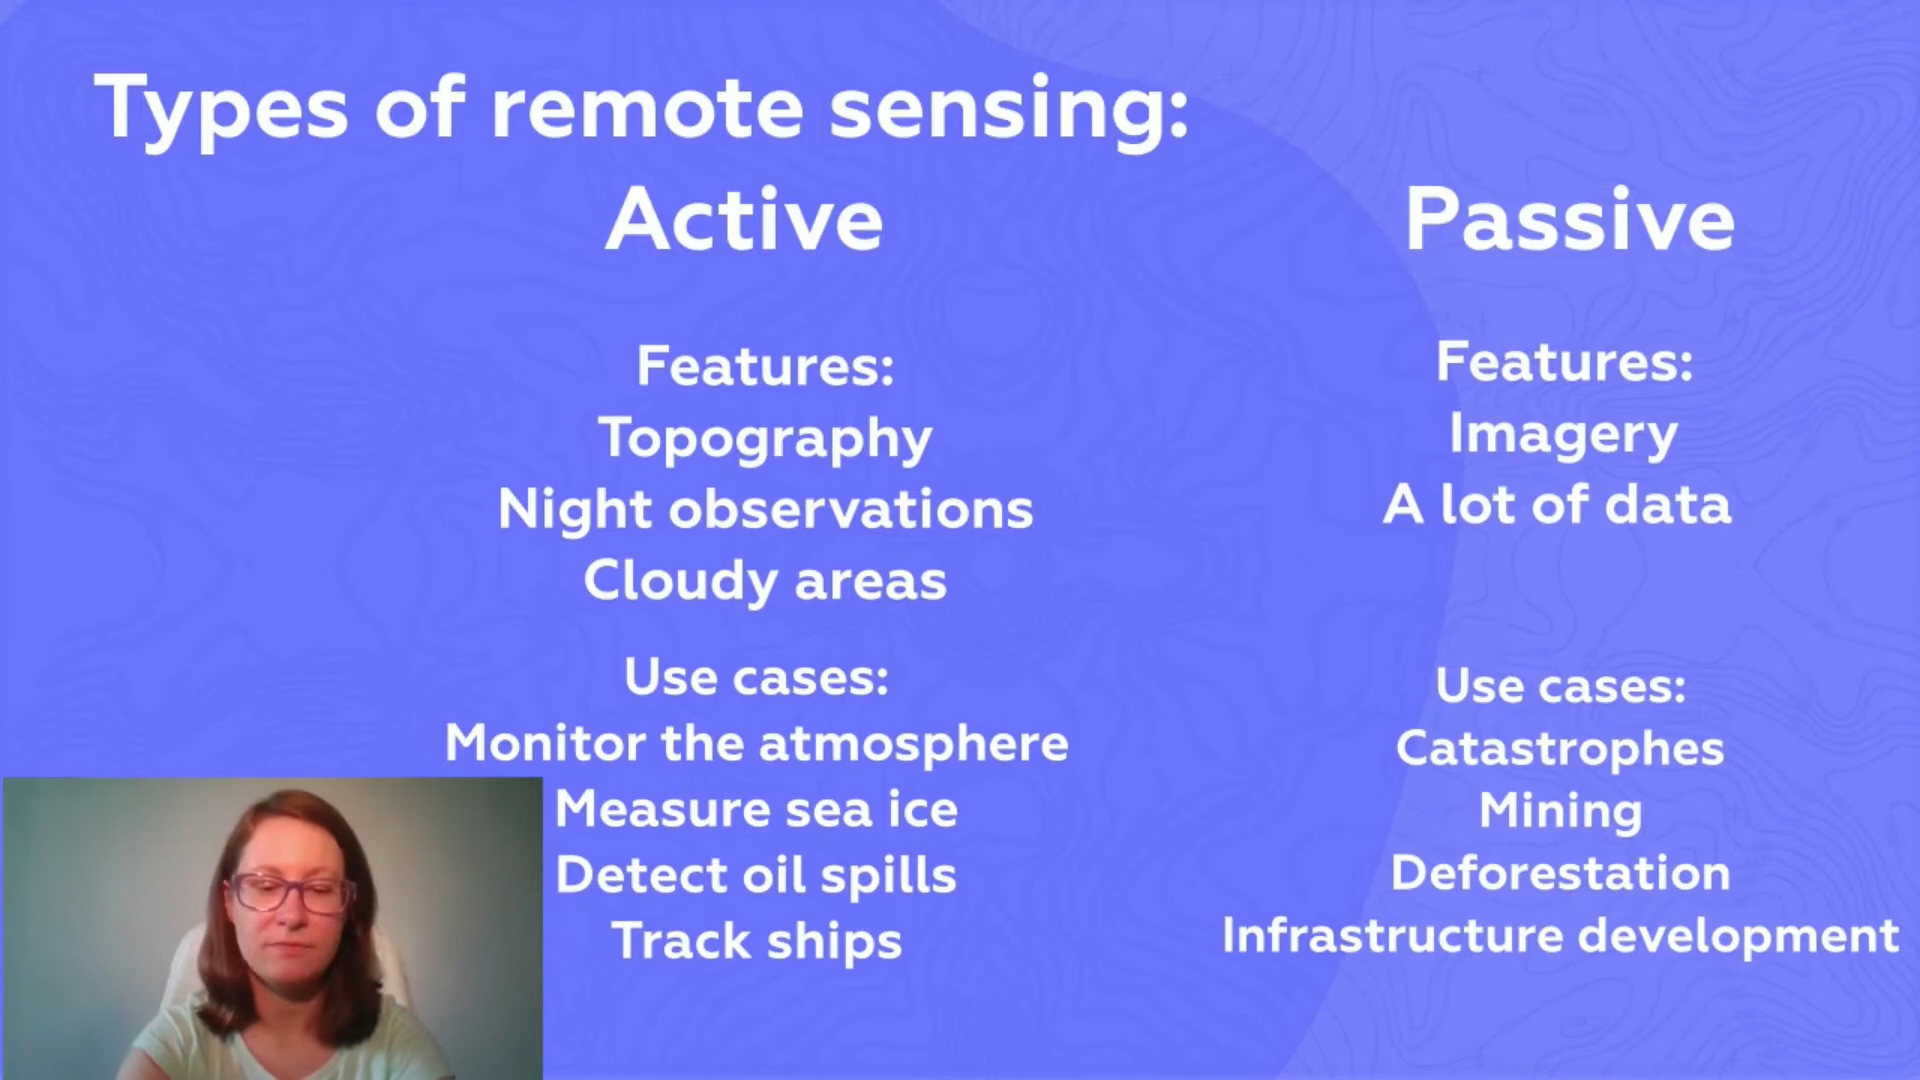 Types of remote sensing:
Active
Features:
Topography
Night observations
Cloudy areas
Use cases:
Monitor the atmosphere
Measure sea ice
Detect oil spills
Track ships
Passive
Features:
Imagery
A lot of data
Use cases:
Catastrophes
Mining
Deforestation
Infrastructure development